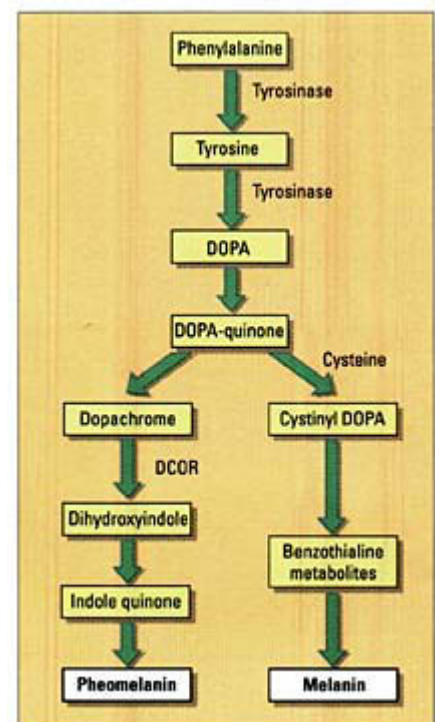 Phenylalanine
Tyrosinase
Tyrosine
Tyrosinase
DOPA
DOPA-quinone
Cysteine
Dopachrome
Cystinyl DOPA
DCOR
Dihydroxyindole
Benzothialine
metabolites
Indole quinone
Pheomelanin
Melanin